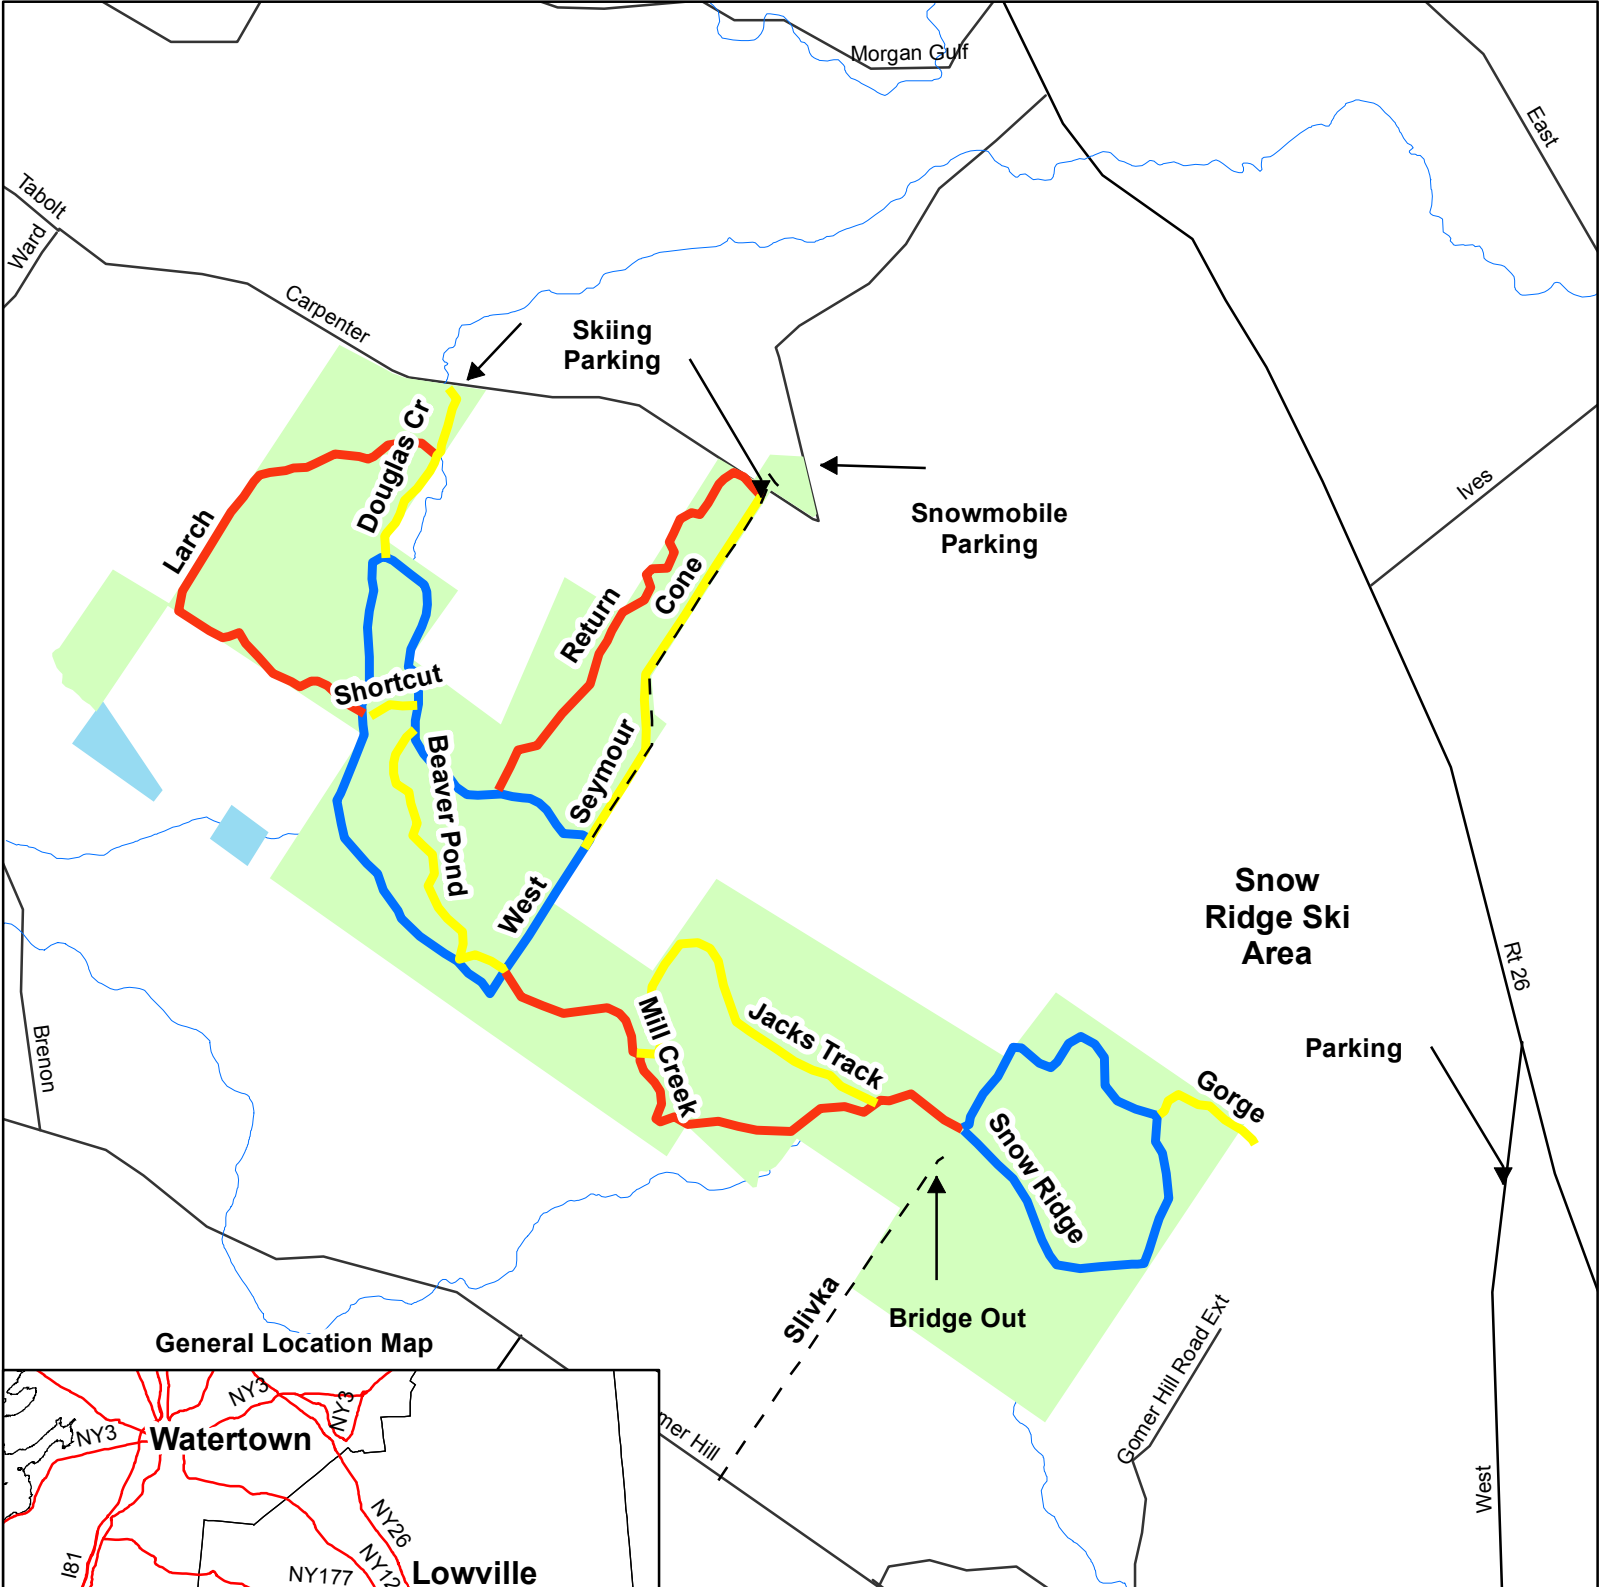 Morgan Gulf
East
Tabolt
Ward
Carpenter
Skiing
Parking
Douglas Cr
Snowmobile
Parking
Ives
Larch
Return
Cone
Shortcut
Beaver Pond
Seymour
West
Snow
Ridge Ski
Area
Rt 26
Mill Creek
Jacks Track
Parking
Gorge
Brenon
Snow Ridge
Slivka
Bridge Out
Gomer Hill Road Ext
General Location Map
West
mer Hill
NY3
NY3
NY3
Watertown
NY26
NY12
I81
NY177
Lowville